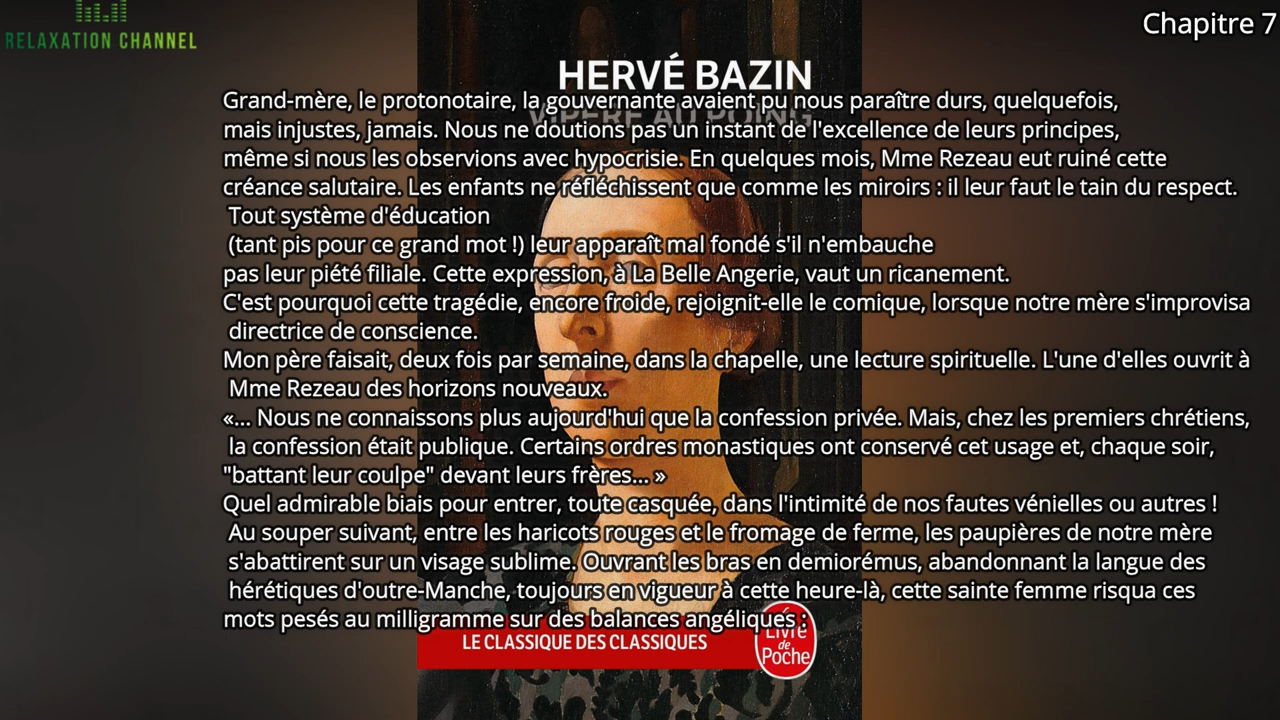 RELAXATION CHANNEL
Chapitre 7
HERVÉ BAZIN
VIPÈRE AU POING
Grand-mère, le protonotaire, la gouvernante avaient pu nous paraître durs, quelquefois,
mais injustes, jamais. Nous ne doutions pas un instant de l'excellence de leurs principes,
même si nous les observions avec hypocrisie. En quelques mois, Mme Rezeau eut ruiné cette
créance salutaire. Les enfants ne réfléchissent que comme les miroirs : il leur faut le tain du respect.
Tout système d'éducation
(tant pis pour ce grand mot !) leur apparaît mal fondé s'il n'embauche
pas leur piété filiale. Cette expression, à La Belle Angerie, vaut un ricanement.
C'est pourquoi cette tragédie, encore froide, rejoignit-elle le comique, lorsque notre mère s'improvisa
directrice de conscience.
Mon père faisait, deux fois par semaine, dans la chapelle, une lecture spirituelle. L'une d'elles ouvrit à
Mme Rezeau des horizons nouveaux.
«... Nous ne connaissons plus aujourd'hui que la confession privée. Mais, chez les premiers chrétiens,
la confession était publique. Certains ordres monastiques ont conservé cet usage et, chaque soir,
"battant leur coulpe" devant leurs frères... »
Quel admirable biais pour entrer, toute casquée, dans l'intimité de nos fautes vénielles ou autres !
Au souper suivant, entre les haricots rouges et le fromage de ferme, les paupières de notre mère
s'abattirent sur un visage sublime. Ouvrant les bras en demiorémus, abandonnant la langue des
hérétiques d'outre-Manche, toujours en vigueur à cette heure-là, cette sainte femme risqua ces
mots pesés au milligramme sur des balances angéliques :
LE CLASSIQUE DES CLASSIQUES
Livre
de
Poche